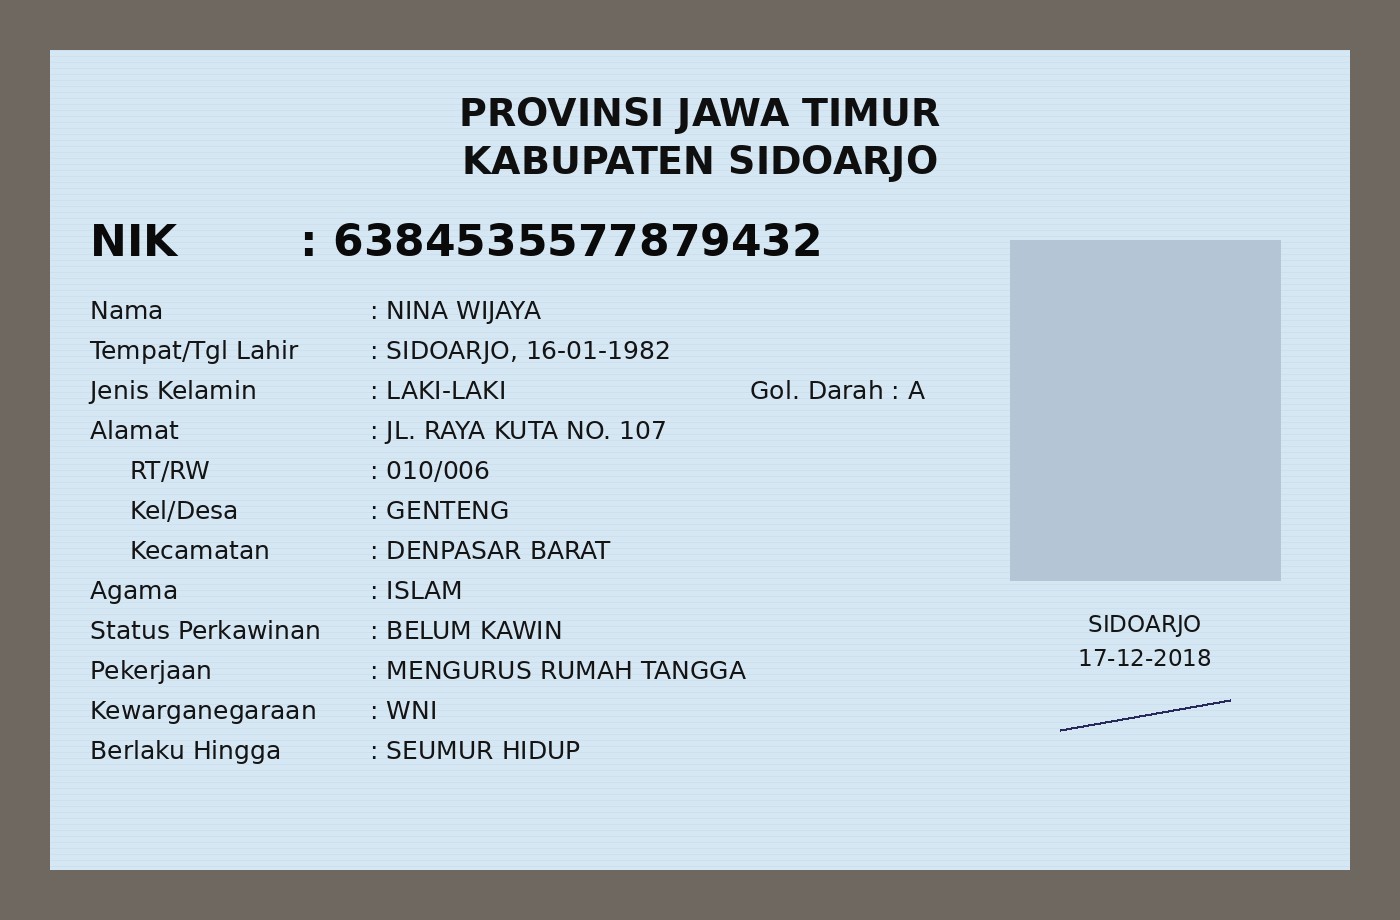 PROVINSI JAWA TIMUR
KABUPATEN SIDOARJO
NIK : 6384535577879432
Nama : NINA WIJAYA
Tempat/Tgl Lahir : SIDOARJO, 16-01-1982
Jenis Kelamin : LAKI-LAKI Gol. Darah : A
Alamat : JL. RAYA KUTA NO. 107
RT/RW : 010/006
Kel/Desa : GENTENG
Kecamatan : DENPASAR BARAT
Agama : ISLAM
Status Perkawinan : BELUM KAWIN
Pekerjaan : MENGURUS RUMAH TANGGA
Kewarganegaraan : WNI
Berlaku Hingga : SEUMUR HIDUP
SIDOARJO
17-12-2018